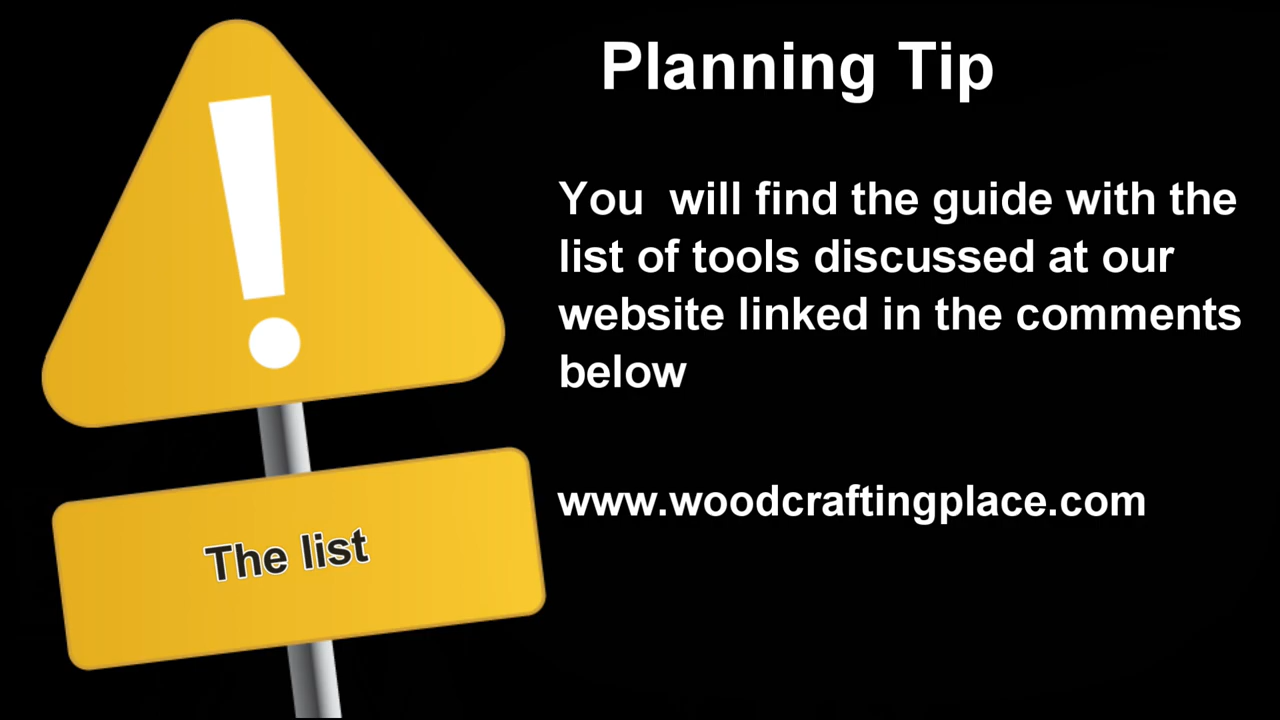 Planning Tip
You will find the guide with the
list of tools discussed at our
website linked in the comments
below
www.woodcraftingplace.com
The list